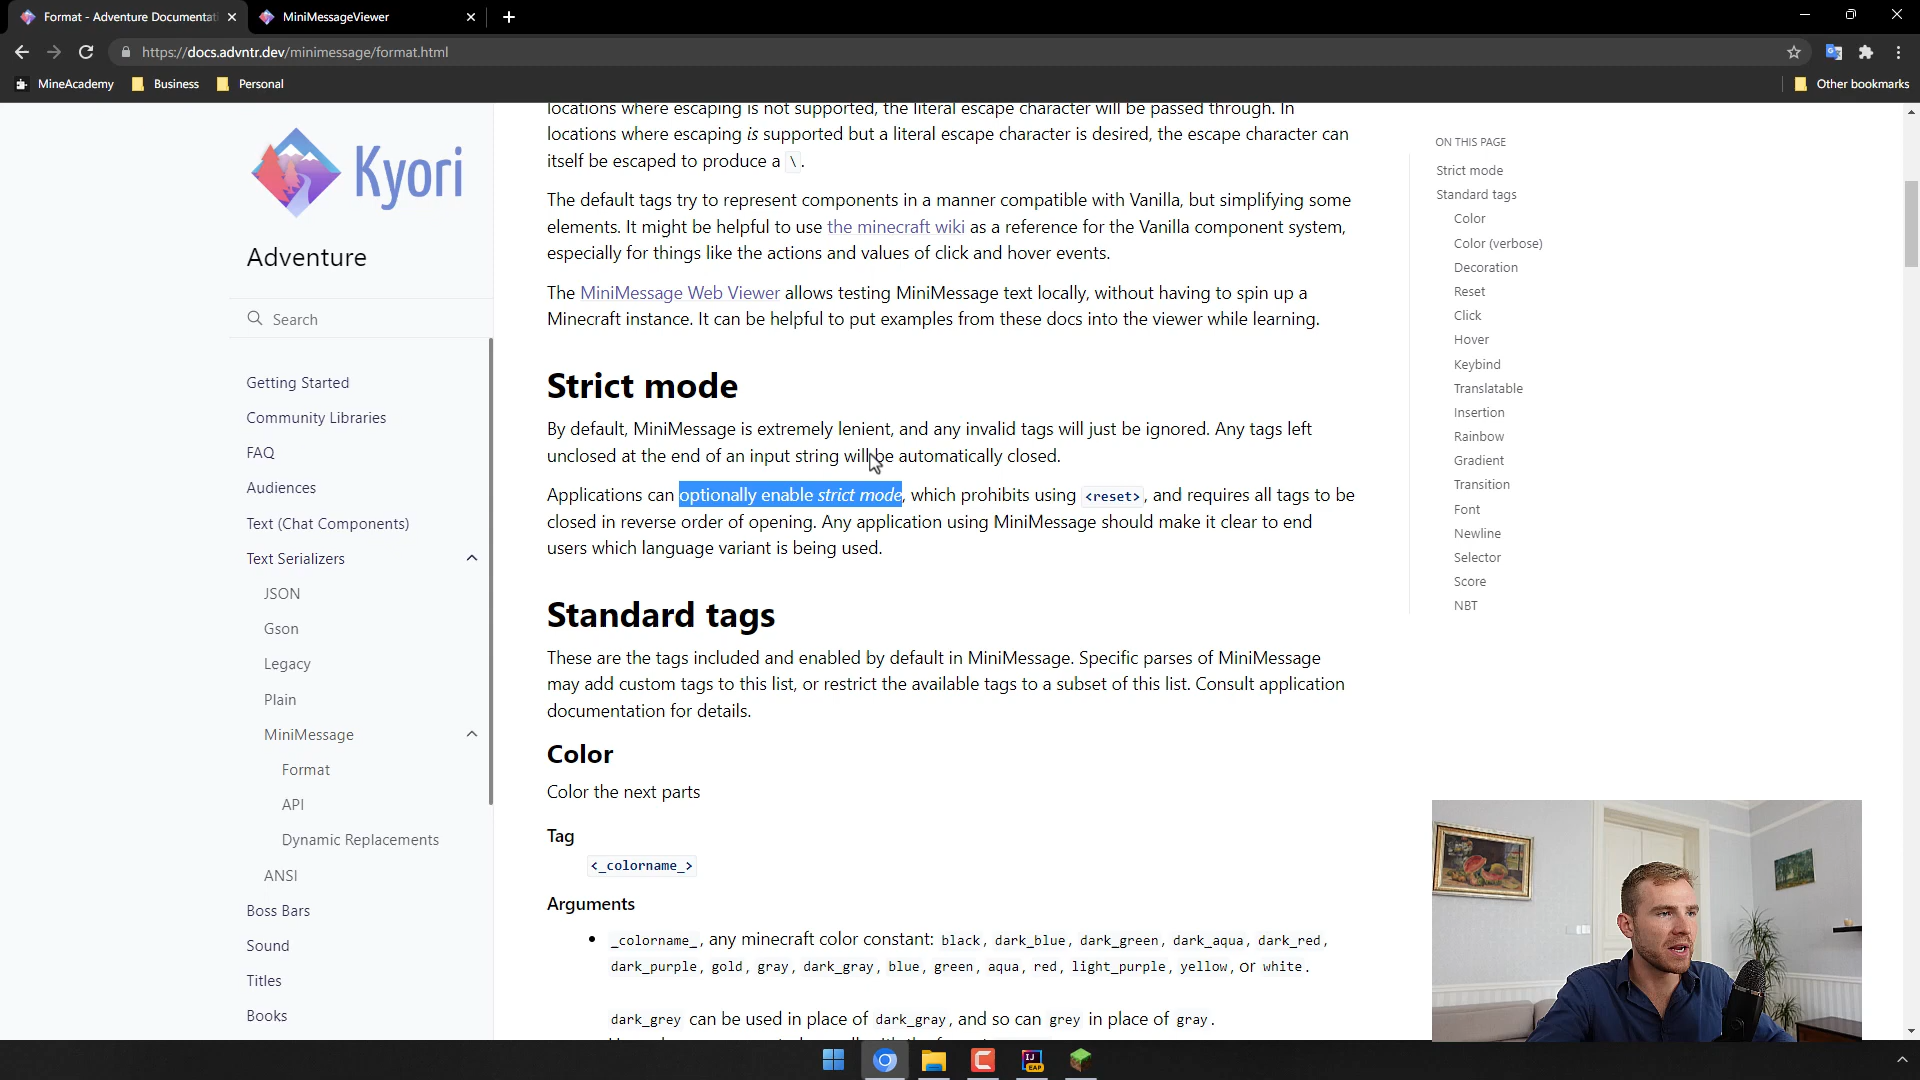 Format - Adventure Documentati
MiniMessageViewer
https://docs.advntr.dev/minimessage/format.html
MineAcademy
Business
Personal
Other bookmarks
Kyori
Adventure
Search
Getting Started
Community Libraries
FAQ
Audiences
Text (Chat Components)
Text Serializers
JSON
Gson
Legacy
Plain
MiniMessage
Format
API
Dynamic Replacements
ANSI
Boss Bars
Sound
Titles
Books
locations where escaping is not supported, the literal escape character will be passed through. In
locations where escaping is supported but a literal escape character is desired, the escape character can
itself be escaped to produce a \.
The default tags try to represent components in a manner compatible with Vanilla, but simplifying some
elements. It might be helpful to use the minecraft wiki as a reference for the Vanilla component system,
especially for things like the actions and values of click and hover events.
The MiniMessage Web Viewer allows testing MiniMessage text locally, without having to spin up a
Minecraft instance. It can be helpful to put examples from these docs into the viewer while learning.
Strict mode
By default, MiniMessage is extremely lenient, and any invalid tags will just be ignored. Any tags left
unclosed at the end of an input string will be automatically closed.
Applications can optionally enable strict mode, which prohibits using <reset>, and requires all tags to be
closed in reverse order of opening. Any application using MiniMessage should make it clear to end
users which language variant is being used.
Standard tags
These are the tags included and enabled by default in MiniMessage. Specific parses of MiniMessage
may add custom tags to this list, or restrict the available tags to a subset of this list. Consult application
documentation for details.
Color
Color the next parts
Tag
<_colorname_>
Arguments
• _colorname_, any minecraft color constant: black, dark_blue, dark_green, dark_aqua, dark_red,
dark_purple, gold, gray, dark_gray, blue, green, aqua, red, light_purple, yellow, or white.
dark_grey can be used in place of dark_gray, and so can grey in place of gray.
ON THIS PAGE
Strict mode
Standard tags
Color
Color (verbose)
Decoration
Reset
Click
Hover
Keybind
Translatable
Insertion
Rainbow
Gradient
Transition
Font
Newline
Selector
Score
NBT
IJ
EAP